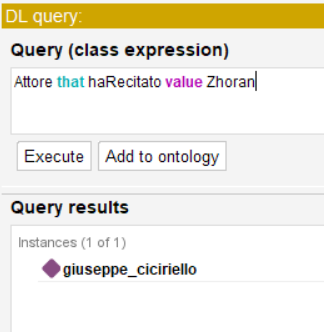 DL query:
Query (class expression)
Attore that haRecitato value Zhoran
Execute Add to ontology
Query results
Instances (1 of 1)
giuseppe_ciciriello